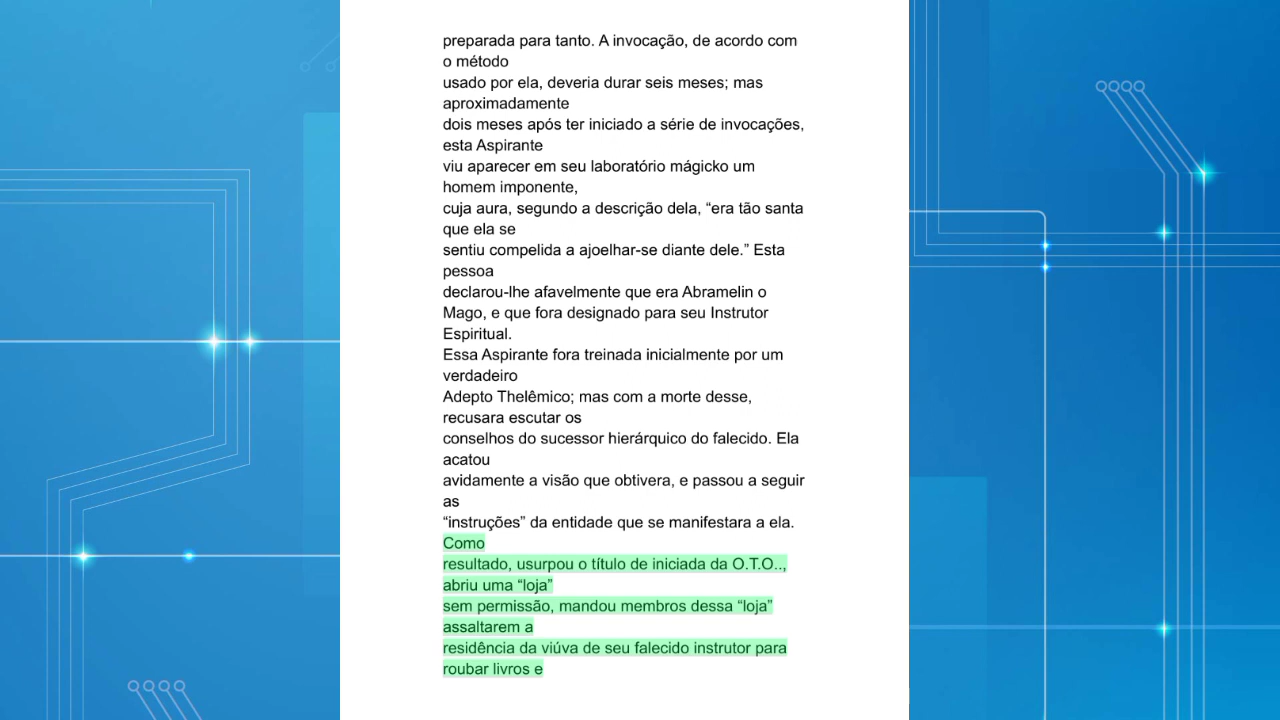 preparada para tanto. A invocação, de acordo com
o método
usado por ela, deveria durar seis meses; mas
aproximadamente
dois meses após ter iniciado a série de invocações,
esta Aspirante
viu aparecer em seu laboratório mágicko um
homem imponente,
cuja aura, segundo a descrição dela, “era tão santa
que ela se
sentiu compelida a ajoelhar-se diante dele.” Esta
pessoa
declarou-lhe afavelmente que era Abramelin o
Mago, e que fora designado para seu Instrutor
Espiritual.
Essa Aspirante fora treinada inicialmente por um
verdadeiro
Adepto Thelêmico; mas com a morte desse,
recusara escutar os
conselhos do sucessor hierárquico do falecido. Ela
acatou
avidamente a visão que obtivera, e passou a seguir
as
“instruções” da entidade que se manifestara a ela.
Como
resultado, usurpou o título de iniciada da O.T.O..,
abriu uma “loja”
sem permissão, mandou membros dessa “loja”
assaltarem a
residência da viúva de seu falecido instrutor para
roubar livros e